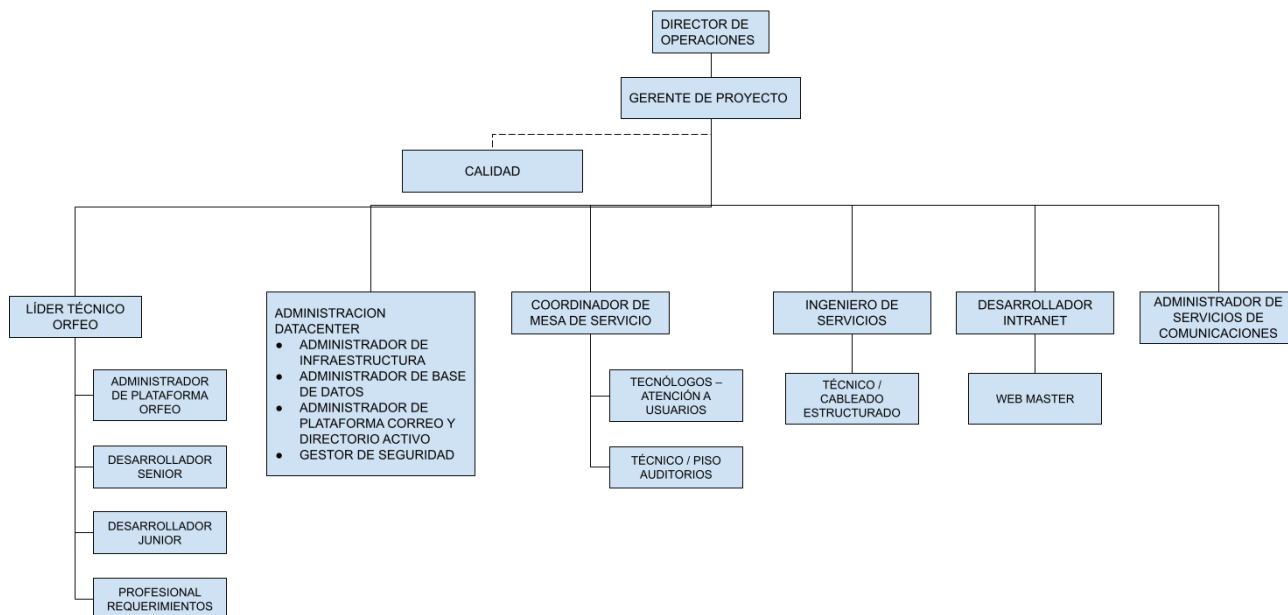 DIRECTOR DE
OPERACIONES
GERENTE DE PROYECTO
CALIDAD
LÍDER TÉCNICO
ORFEO
ADMINISTRADOR
DE PLATAFORMA
ORFEO
DESARROLLADOR
SENIOR
DESARROLLADOR
JUNIOR
PROFESIONAL
REQUERIMIENTOS
ADMINISTRACION
DATACENTER
● ADMINISTRADOR DE
INFRAESTRUCTURA
● ADMINISTRADOR DE BASE
DE DATOS
● ADMINISTRADOR DE
PLATAFORMA CORREO Y
DIRECTORIO ACTIVO
● GESTOR DE SEGURIDAD
COORDINADOR DE
MESA DE SERVICIO
TECNÓLOGOS –
ATENCIÓN A
USUARIOS
TÉCNICO / PISO
AUDITORIOS
INGENIERO DE
SERVICIOS
TÉCNICO /
CABLEADO
ESTRUCTURADO
DESARROLLADOR
INTRANET
WEB MASTER
ADMINISTRADOR DE
SERVICIOS DE
COMUNICACIONES